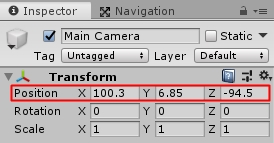 Inspector Navigation
Main Camera Static
Tag Untagged Layer Default
Transform
Position X 100.3 Y 6.85 Z -94.5
Rotation X 0 Y 0 Z 0
Scale X 1 Y 1 Z 1